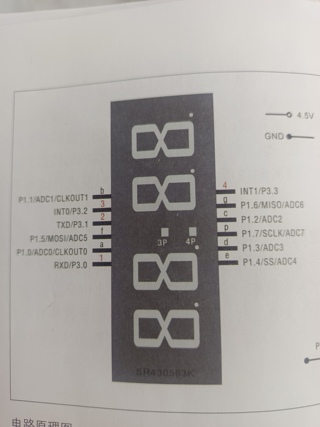 4.5V
GND
b
P1.1/ADC1/CLKOUT1
3
INT0/P3.2
2
TXD/P3.1
f
P1.5/MOSI/ADC5
a
P1.0/ADC0/CLKOUT0
1
RXD/P3.0
4
INT1/P3.3
g
P1.6/MISO/ADC6
c
P1.2/ADC2
p
P1.7/SCLK/ADC7
d
P1.3/ADC3
e
P1.4/SS/ADC4
3P 4P
SR430563K
P
电路原理图